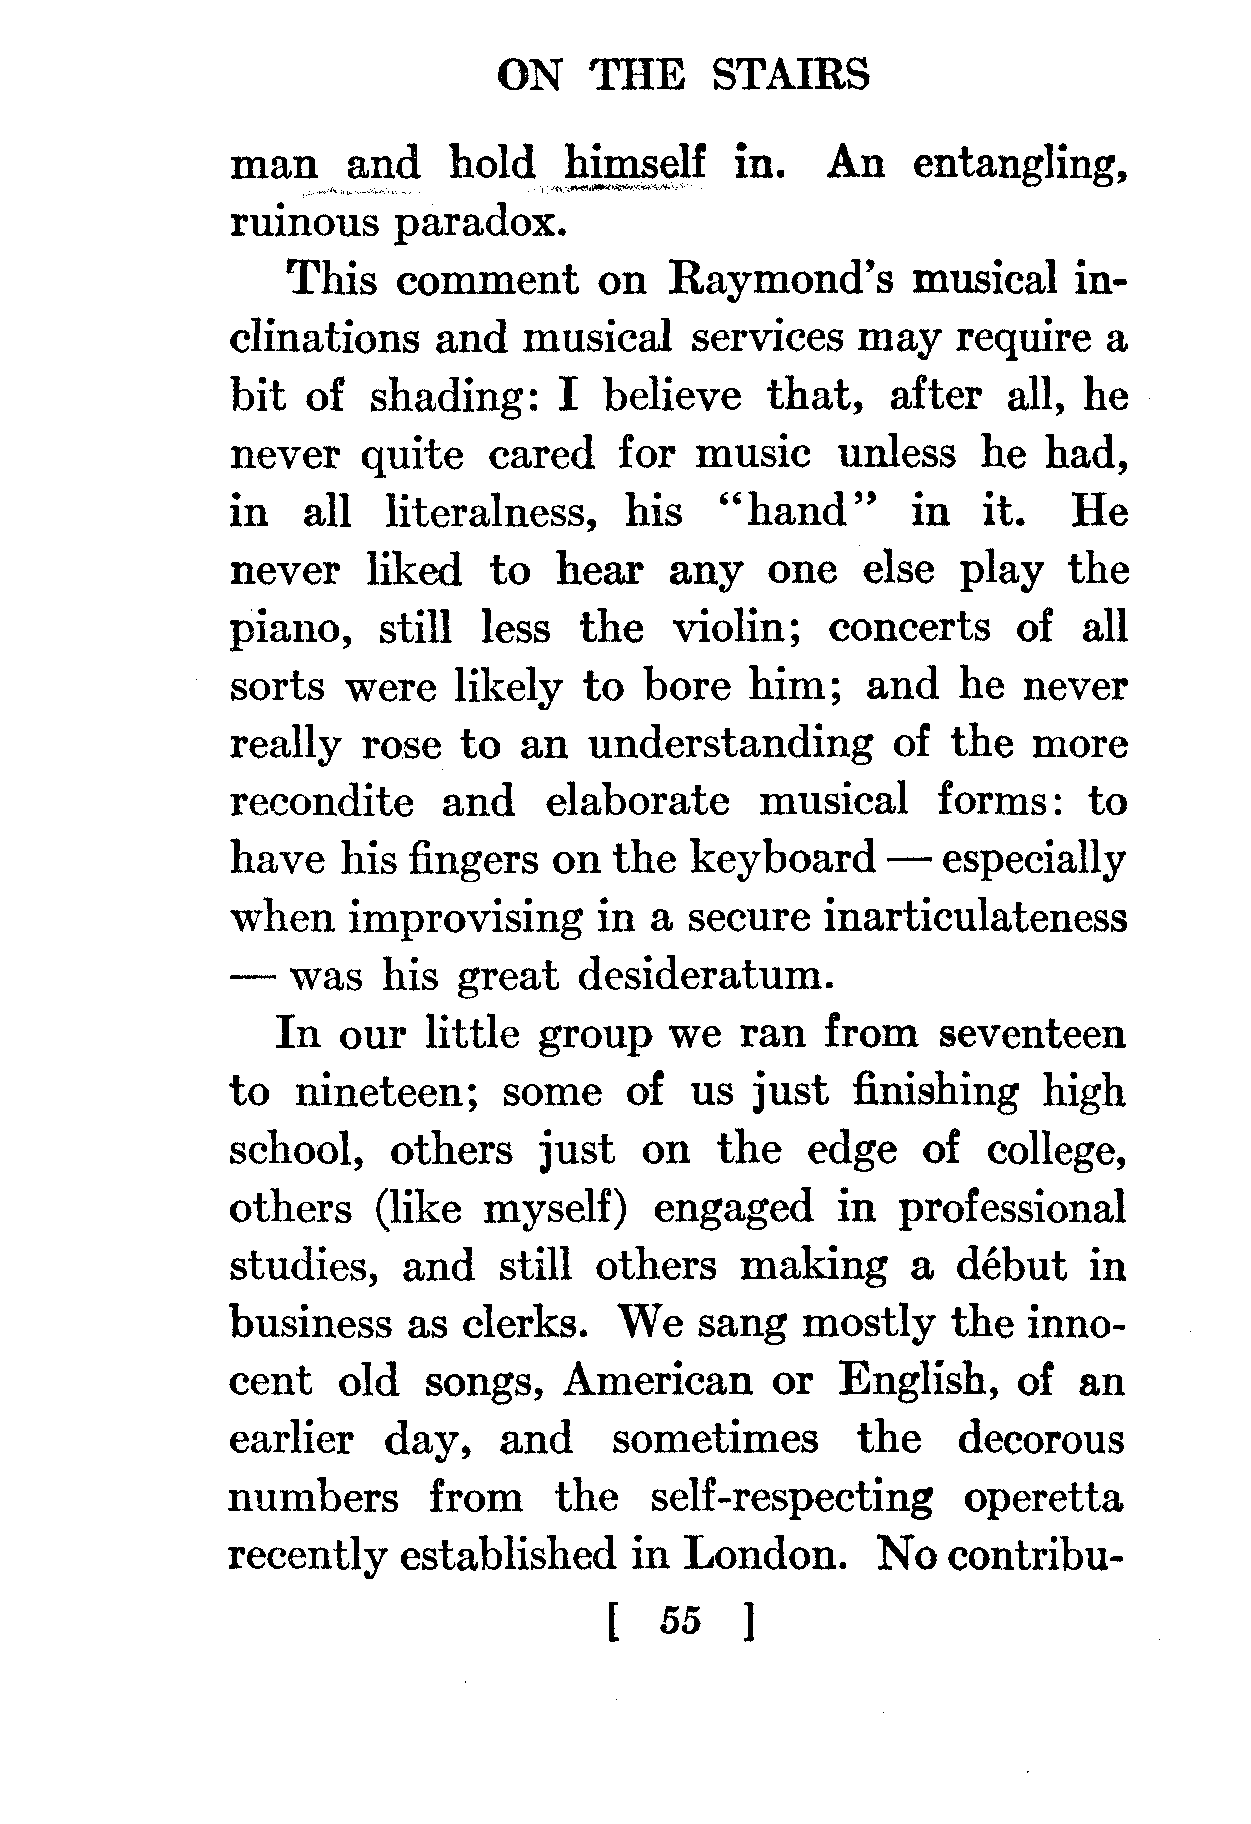 ON THE STAIRS
man and hold himself in. An entangling,
ruinous paradox.
This comment on Raymond's musical in-
clinations and musical services may require a
bit of shading: I believe that, after all, he
never quite cared for music unless he had,
in all literalness, his “hand” in it. He
never liked to hear any one else play the
piano, still less the violin; concerts of all
sorts were likely to bore him; and he never
really rose to an understanding of the more
recondite and elaborate musical forms: to
have his fingers on the keyboard — especially
when improvising in a secure inarticulateness
— was his great desideratum.
In our little group we ran from seventeen
to nineteen; some of us just finishing high
school, others just on the edge of college,
others (like myself) engaged in professional
studies, and still others making a début in
business as clerks. We sang mostly the inno-
cent old songs, American or English, of an
earlier day, and sometimes the decorous
numbers from the self-respecting operetta
recently established in London. No contribu-
[ 55 ]